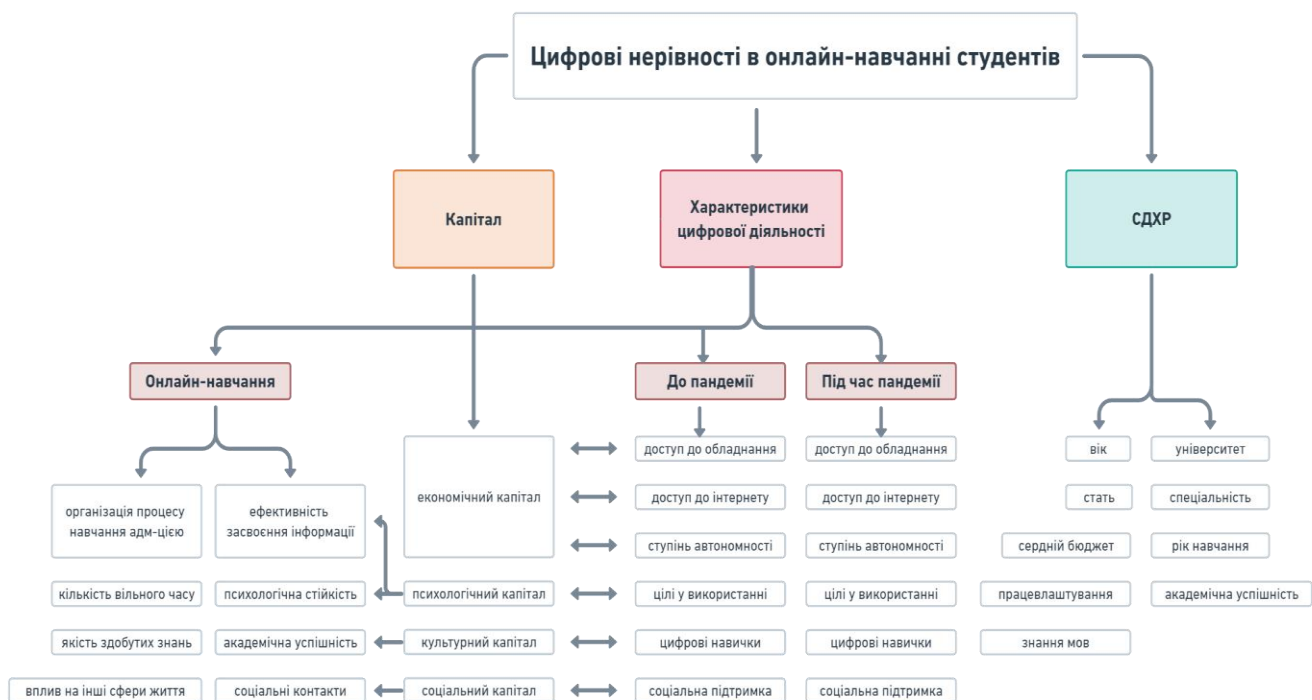 Цифрові нерівності в онлайн-навчанні студентів
Капітал
Характеристики
цифрової діяльності
СДХР
Онлайн-навчання
До пандемії
Під час пандемії
організація процесу
навчання адм-цією
кількість вільного часу
якість здобутих знань
вплив на інші сфери життя
ефективність
засвоєння інформації
психологічна стійкість
академічна успішність
соціальні контакти
економічний капітал
психологічний капітал
культурний капітал
соціальний капітал
доступ до обладнання
доступ до інтернету
ступінь автономності
цілі у використанні
цифрові навички
соціальна підтримка
доступ до обладнання
доступ до інтернету
ступінь автономності
цілі у використанні
цифрові навички
соціальна підтримка
вік
стать
сердній бюджет
працевлаштування
знання мов
університет
спеціальність
рік навчання
академічна успішність